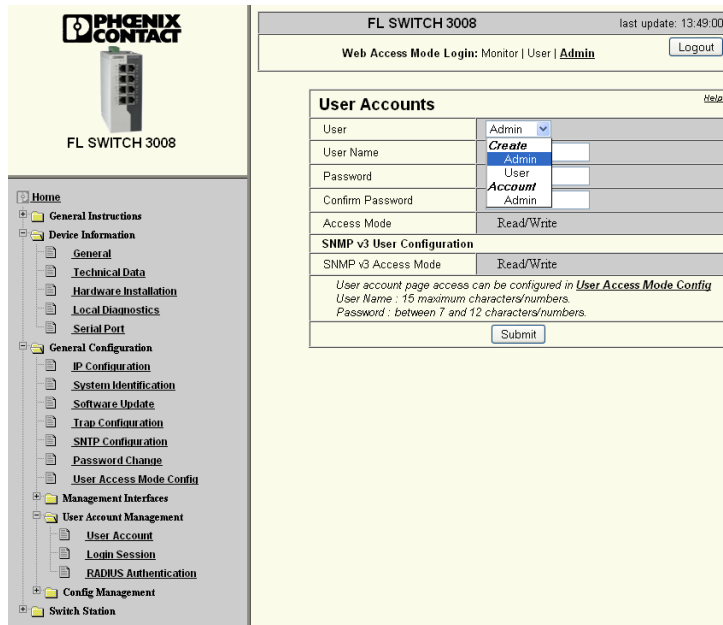 PHŒNIX
CONTACT
FL SWITCH 3008
Home
General Instructions
Device Information
General
Technical Data
Hardware Installation
Local Diagnostics
Serial Port
General Configuration
IP Configuration
System Identification
Software Update
Trap Configuration
SNTP Configuration
Password Change
User Access Mode Config
Management Interfaces
User Account Management
User Account
Login Session
RADIUS Authentication
Config Management
Switch Station
FL SWITCH 3008 last update: 13:49:00
Web Access Mode Login: Monitor | User | Admin Logout
User Accounts Help
User Admin
Create
Admin
User
Account
Admin
User Name
Password
Confirm Password
Access Mode Read/Write
SNMP v3 User Configuration
SNMP v3 Access Mode Read/Write
User account page access can be configured in User Access Mode Config
User Name : 15 maximum characters/numbers.
Password : between 7 and 12 characters/numbers.
Submit